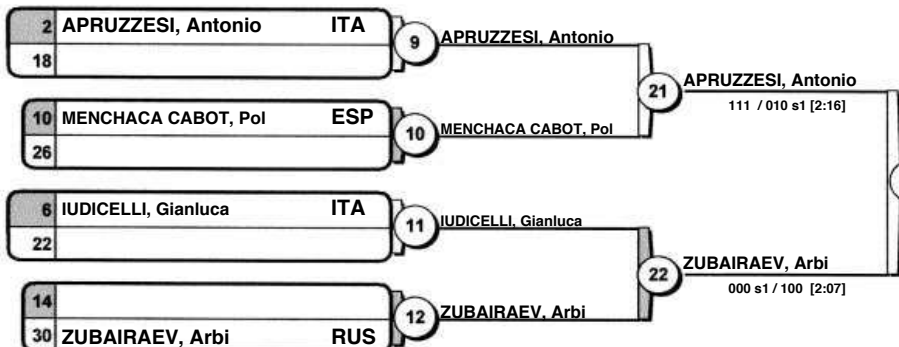 2 APRUZZESI, Antonio ITA
18
9 APRUZZESI, Antonio
10 MENCHACA CABOT, Pol ESP
26
10 MENCHACA CABOT, Pol
21 APRUZZESI, Antonio
111 / 010 s1 [2:16]
6 IUDICELLI, Gianluca ITA
22
11 IUDICELLI, Gianluca
14
30 ZUBAIRAEV, Arbi RUS
12 ZUBAIRAEV, Arbi
22 ZUBAIRAEV, Arbi
000 s1 / 100 [2:07]